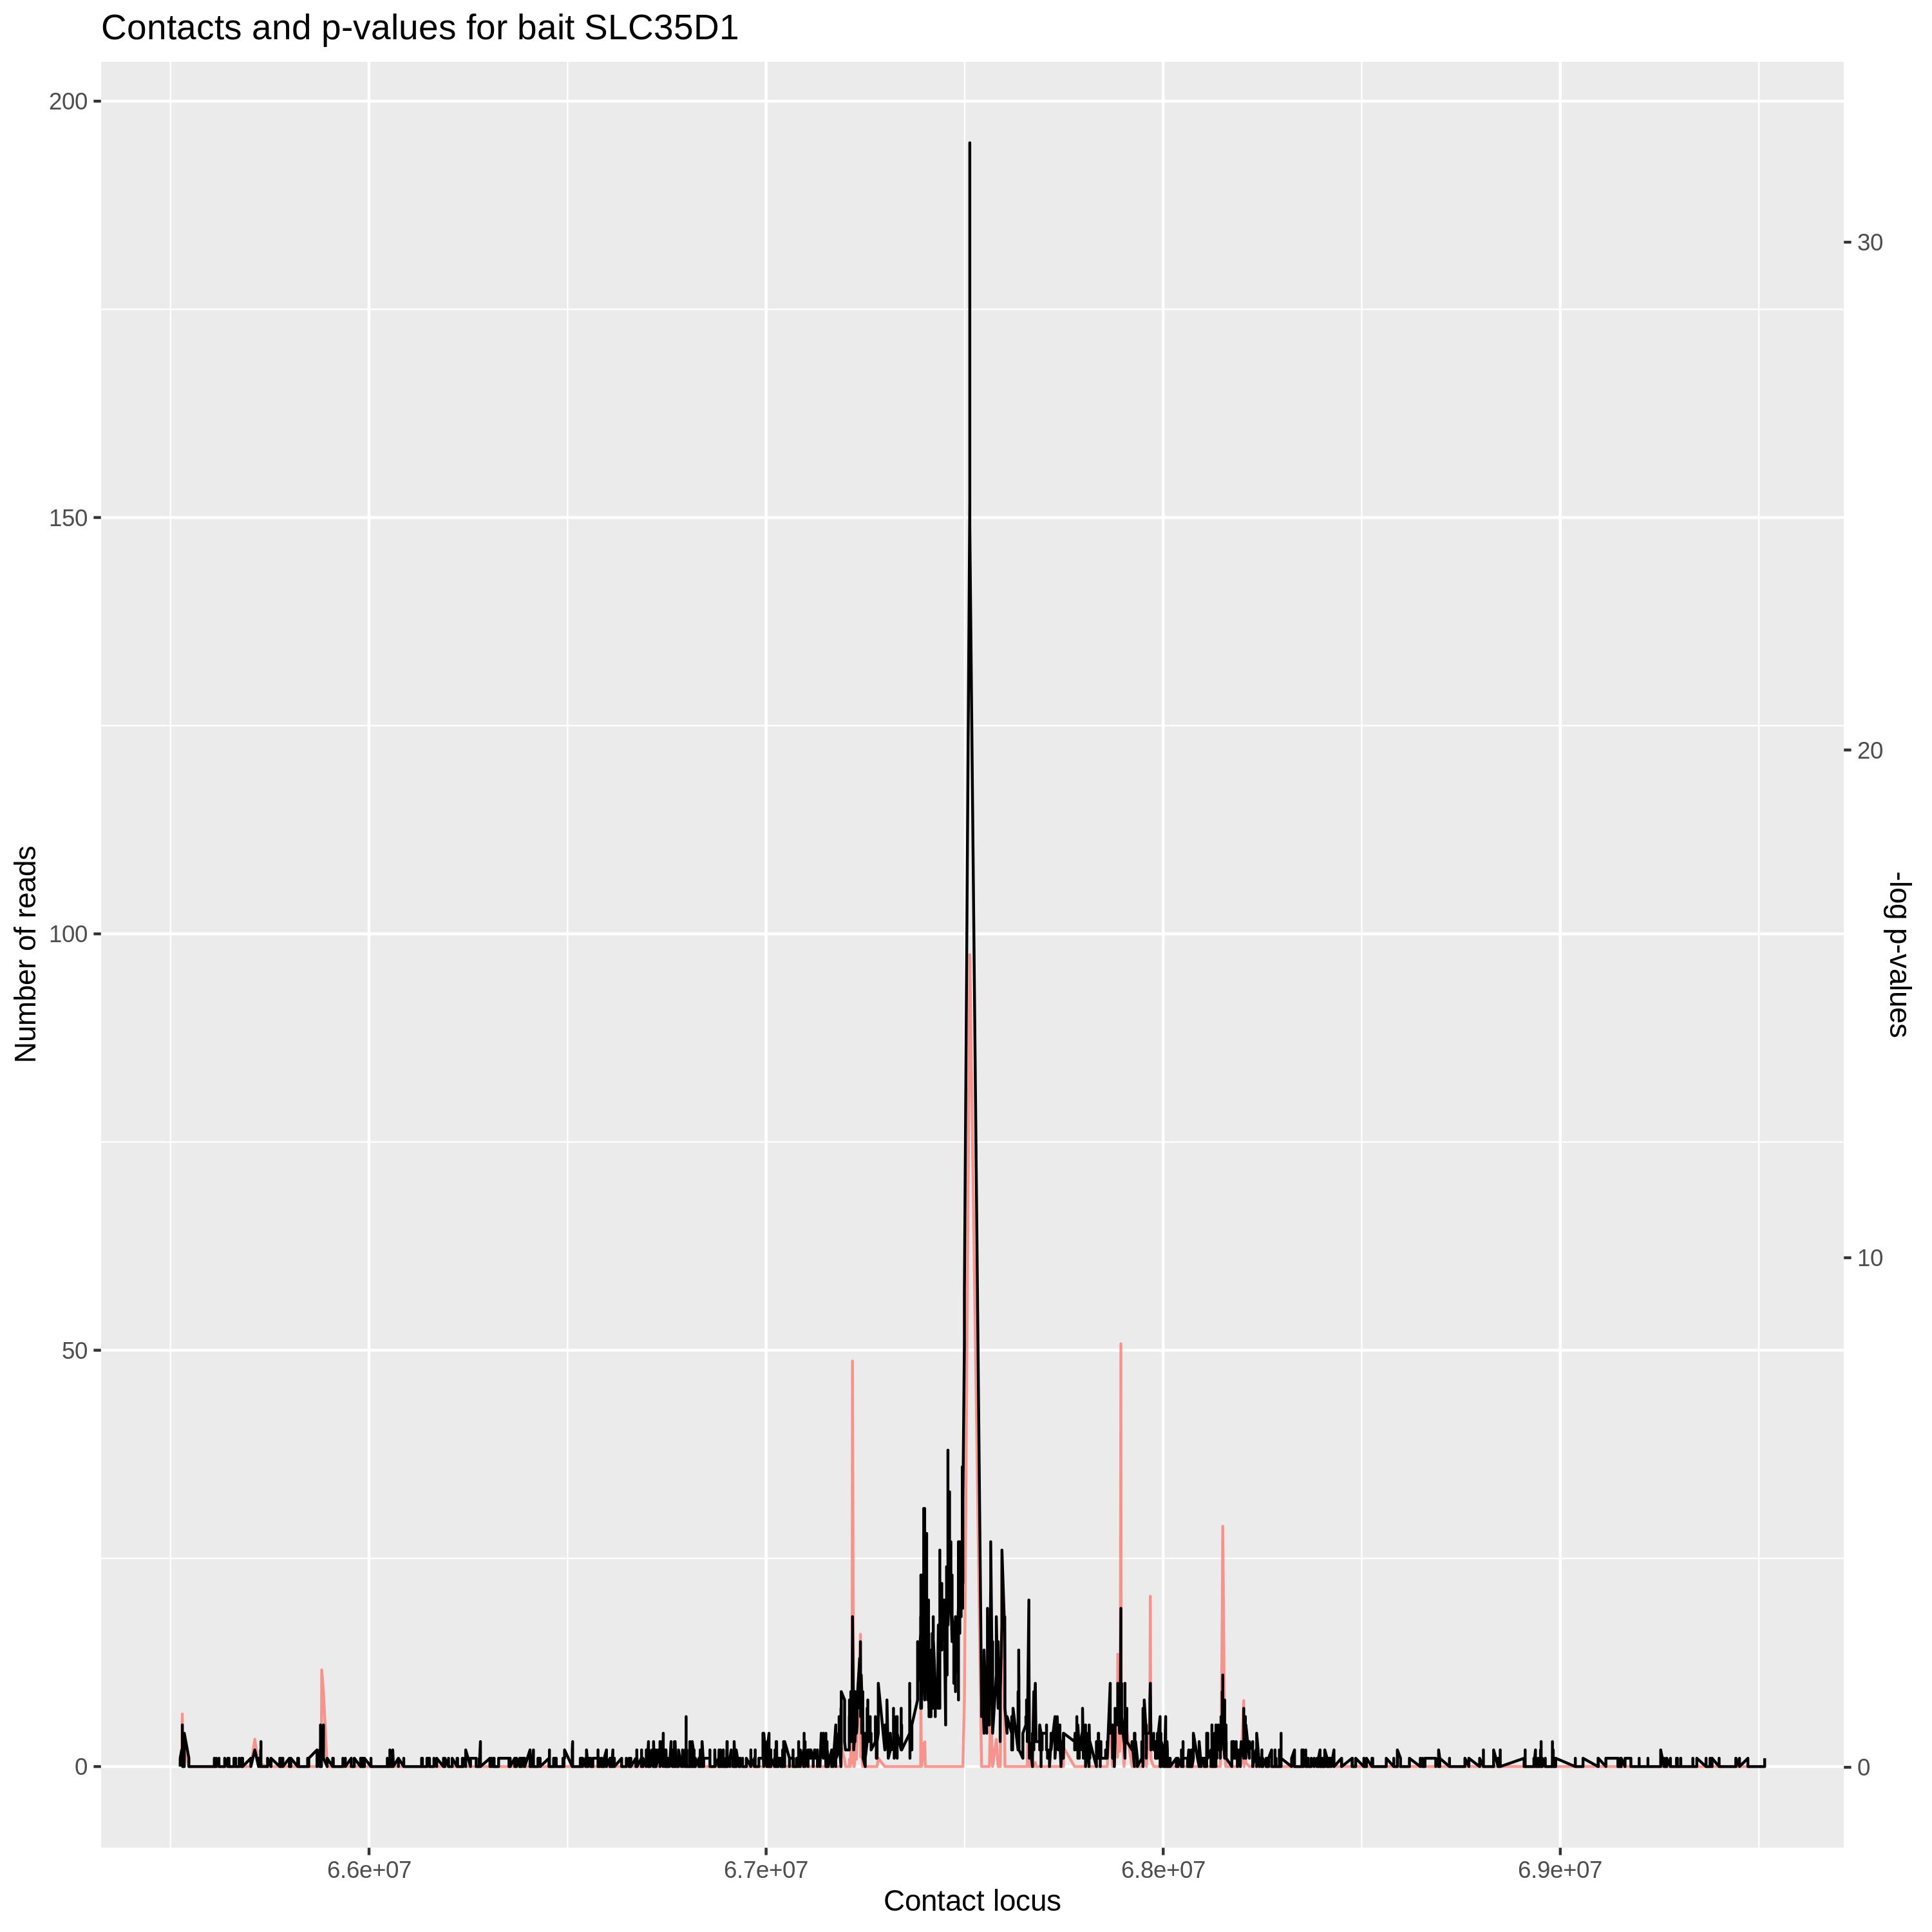 Contacts and p-values for bait SLC35D1
200
150
100
50
0
Number of reads
30
20
10
0
-log p-values
6.6e+07
6.7e+07
6.8e+07
6.9e+07
Contact locus